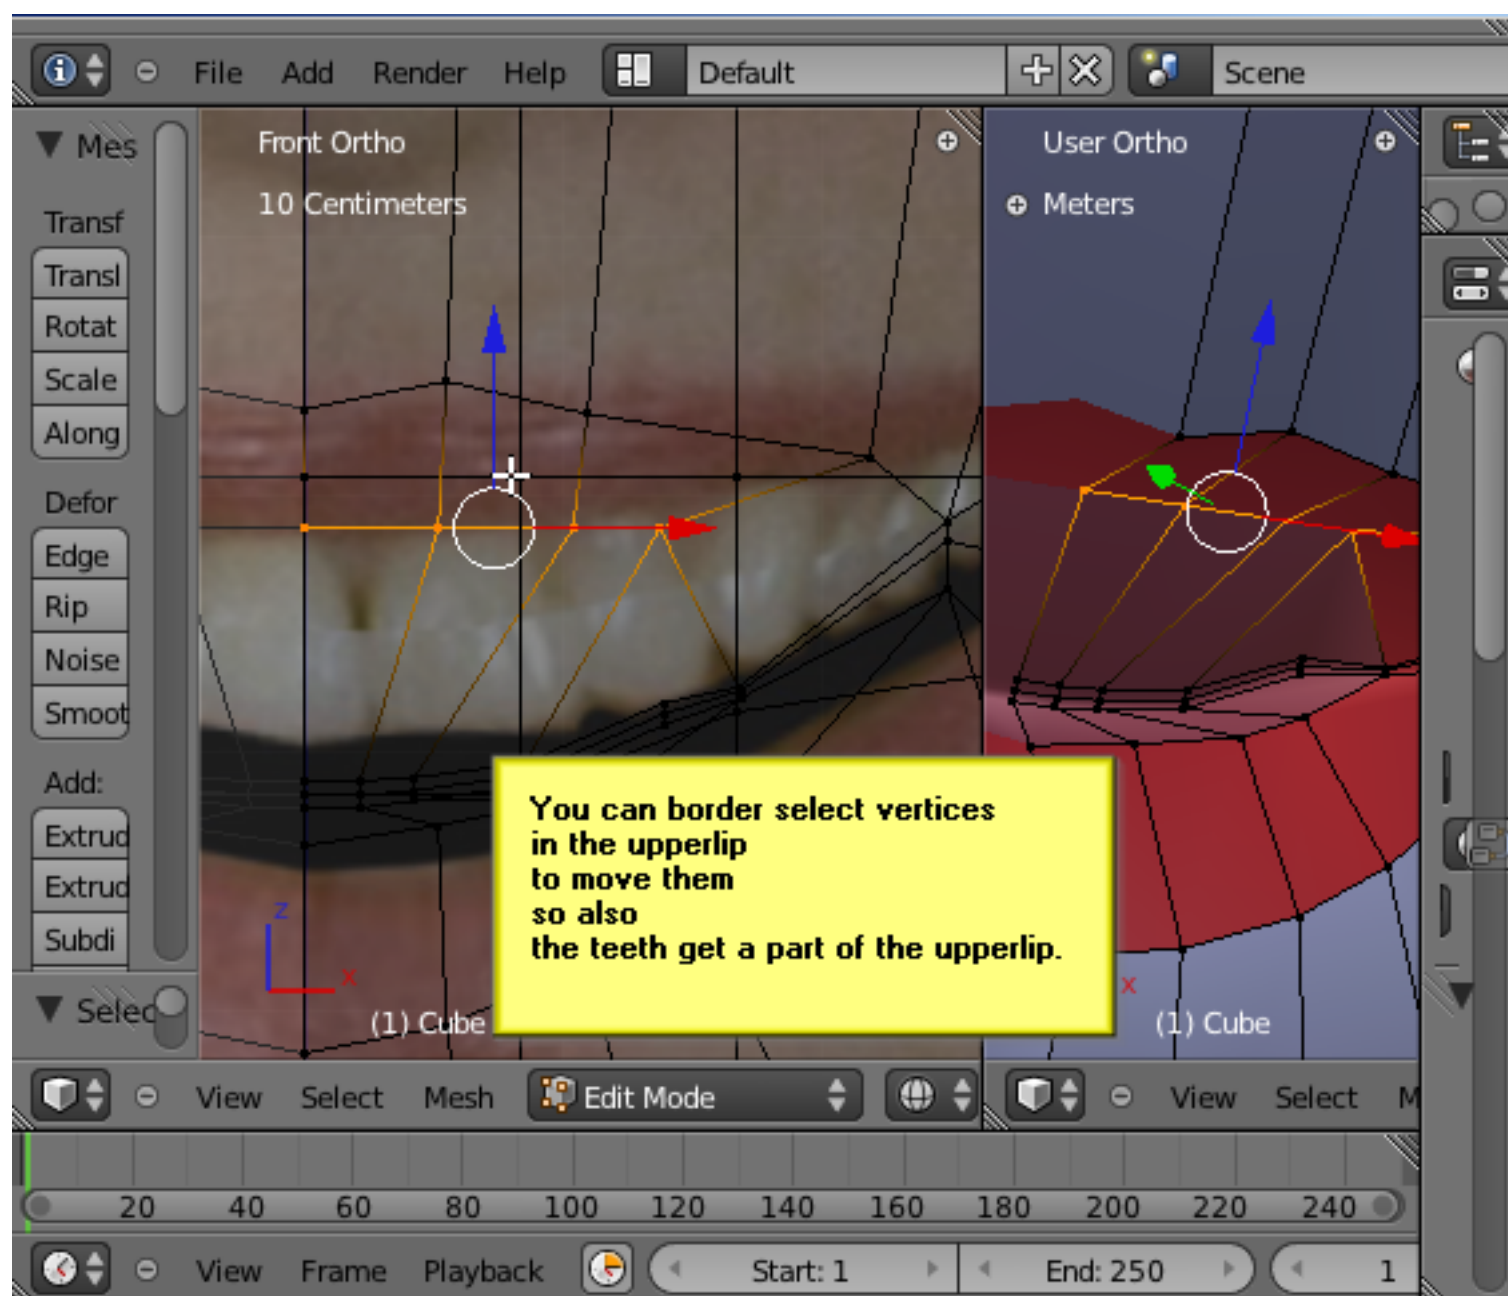 File Add Render Help Default Scene
Mes
Front Ortho
User Ortho
10 Centimeters
Meters
Transf
Transl
Rotat
Scale
Along
Defor
Edge
Rip
Noise
Smoot
Add:
Extrud
Extrud
Subdi
Selec
You can border select vertices
in the upperlip
to move them
so also
the teeth get a part of the upperlip.
z
x
x
(1) Cube
(1) Cube
View Select Mesh Edit Mode View Select M
20 40 60 80 100 120 140 160 180 200 220 240
View Frame Playback Start: 1 End: 250 1